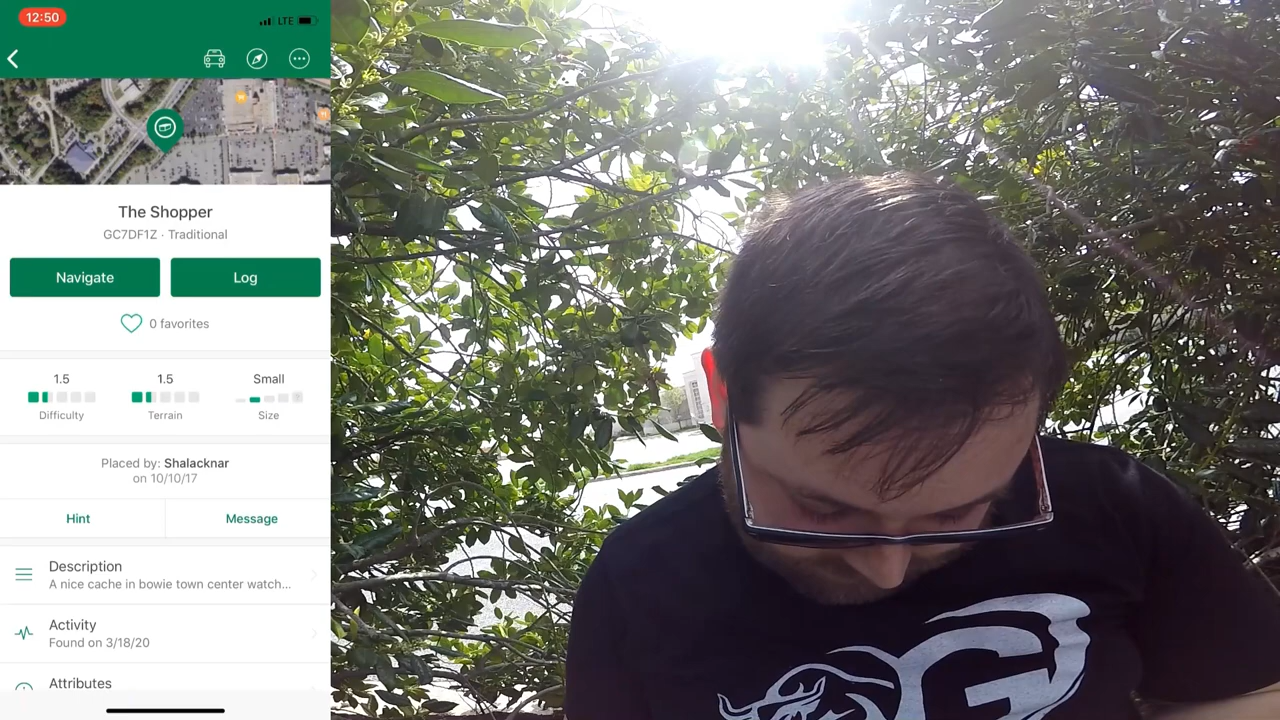 12:50
LTE
The Shopper
GC7DF1Z · Traditional
Navigate
Log
0 favorites
1.5
1.5
Small
Difficulty
Terrain
Size
Placed by: Shalacknar
on 10/10/17
Hint
Message
Description
A nice cache in bowie town center watch...
Activity
Found on 3/18/20
Attributes
G